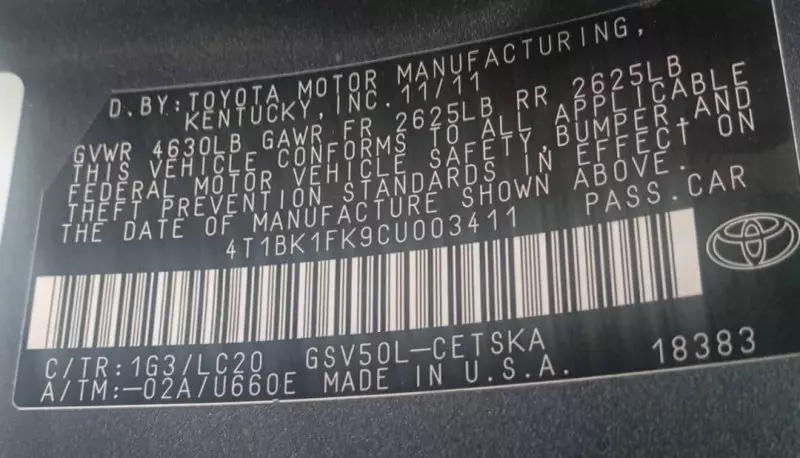 D.BY:TOYOTA MOTOR MANUFACTURING,
KENTUCKY,INC.11/11
GVWR 4630LB GAWR FR 2625LB RR 2625LB
THIS VEHICLE CONFORMS TO ALL APPLICABLE
FEDERAL MOTOR VEHICLE SAFETY,BUMPER,AND
THEFT PREVENTION STANDARDS IN EFFECT ON
THE DATE OF MANUFACTURE SHOWN ABOVE.
4T1BK1FK9CU003411 PASS.CAR
C/TR:1G3/LC20 GSV50L-CETSKA
A/TM:-02A/U660E MADE IN U.S.A. 18383